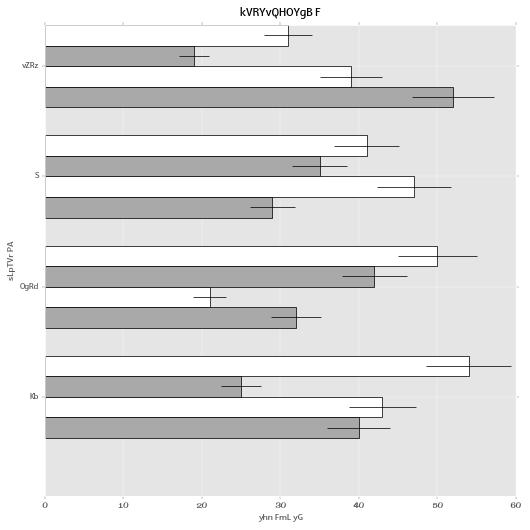 kVRYvQHOYgB F
vZRz
S
OgRd
Kb
sLpTVr PA
0 10 20 30 40 50 60
yhn FmL yG